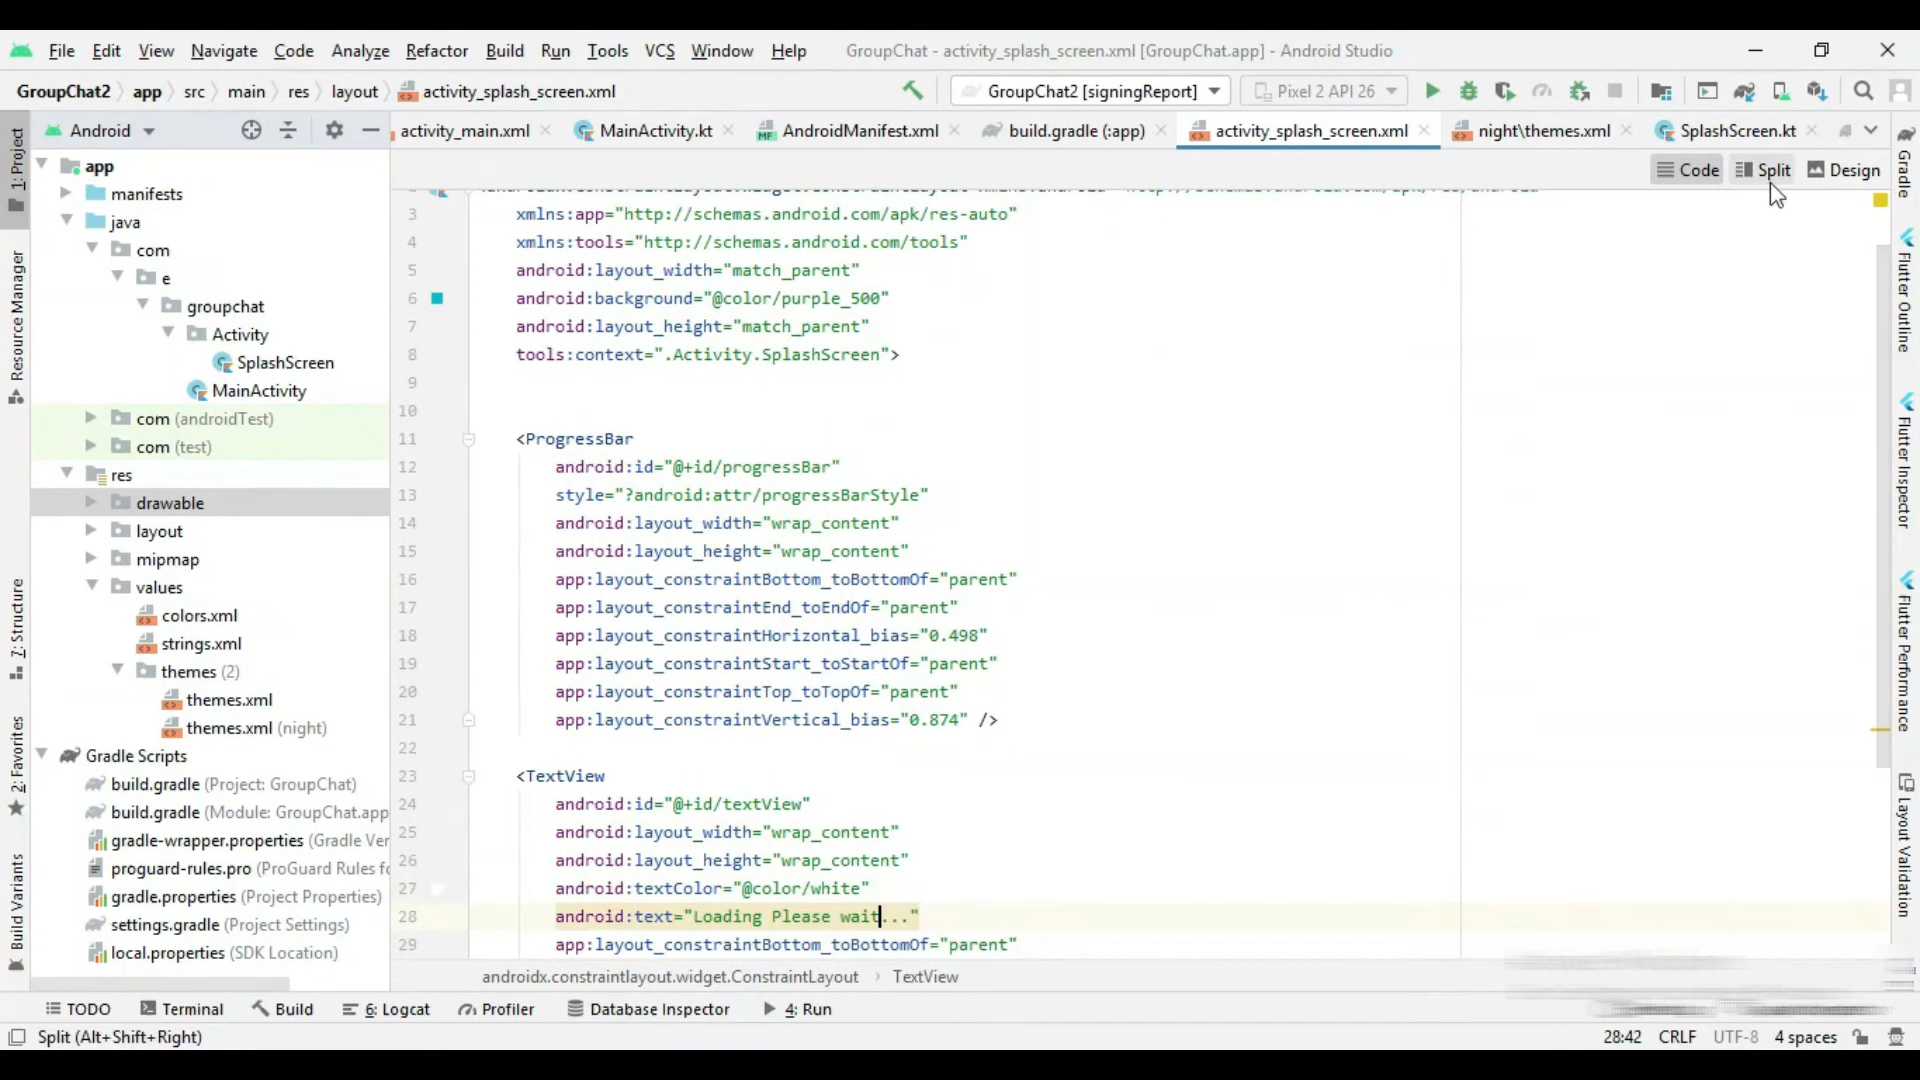 File Edit View Navigate Code Analyze Refactor Build Run Tools VCS Window Help GroupChat - activity_splash_screen.xml [GroupChat.app] - Android Studio
GroupChat2 app src main res layout activity_splash_screen.xml GroupChat2 [signingReport] Pixel 2 API 26
Android activity_main.xml MainActivity.kt AndroidManifest.xml build.gradle (:app) activity_splash_screen.xml night\themes.xml SplashScreen.kt
Code Split Design
1: Project
Resource Manager
7: Structure
2: Favorites
Build Variants
app
manifests
java
com
e
groupchat
Activity
SplashScreen
MainActivity
com (androidTest)
com (test)
res
drawable
layout
mipmap
values
colors.xml
strings.xml
themes (2)
themes.xml
themes.xml (night)
Gradle Scripts
build.gradle (Project: GroupChat)
build.gradle (Module: GroupChat.app
gradle-wrapper.properties (Gradle Ver
proguard-rules.pro (ProGuard Rules fo
gradle.properties (Project Properties)
settings.gradle (Project Settings)
local.properties (SDK Location)
3 xmlns:app="http://schemas.android.com/apk/res-auto"
4 xmlns:tools="http://schemas.android.com/tools"
5 android:layout_width="match_parent"
6 android:background="@color/purple_500"
7 android:layout_height="match_parent"
8 tools:context=".Activity.SplashScreen">
9
10
11 <ProgressBar
12 android:id="@+id/progressBar"
13 style="?android:attr/progressBarStyle"
14 android:layout_width="wrap_content"
15 android:layout_height="wrap_content"
16 app:layout_constraintBottom_toBottomOf="parent"
17 app:layout_constraintEnd_toEndOf="parent"
18 app:layout_constraintHorizontal_bias="0.498"
19 app:layout_constraintStart_toStartOf="parent"
20 app:layout_constraintTop_toTopOf="parent"
21 app:layout_constraintVertical_bias="0.874" />
22
23 <TextView
24 android:id="@+id/textView"
25 android:layout_width="wrap_content"
26 android:layout_height="wrap_content"
27 android:textColor="@color/white"
28 android:text="Loading Please wait..."
29 app:layout_constraintBottom_toBottomOf="parent"
androidx.constraintlayout.widget.ConstraintLayout TextView
Gradle
Flutter Outline
Flutter Inspector
Flutter Performance
Layout Validation
TODO Terminal Build 6: Logcat Profiler Database Inspector 4: Run
Split (Alt+Shift+Right) 28:42 CRLF UTF-8 4 spaces